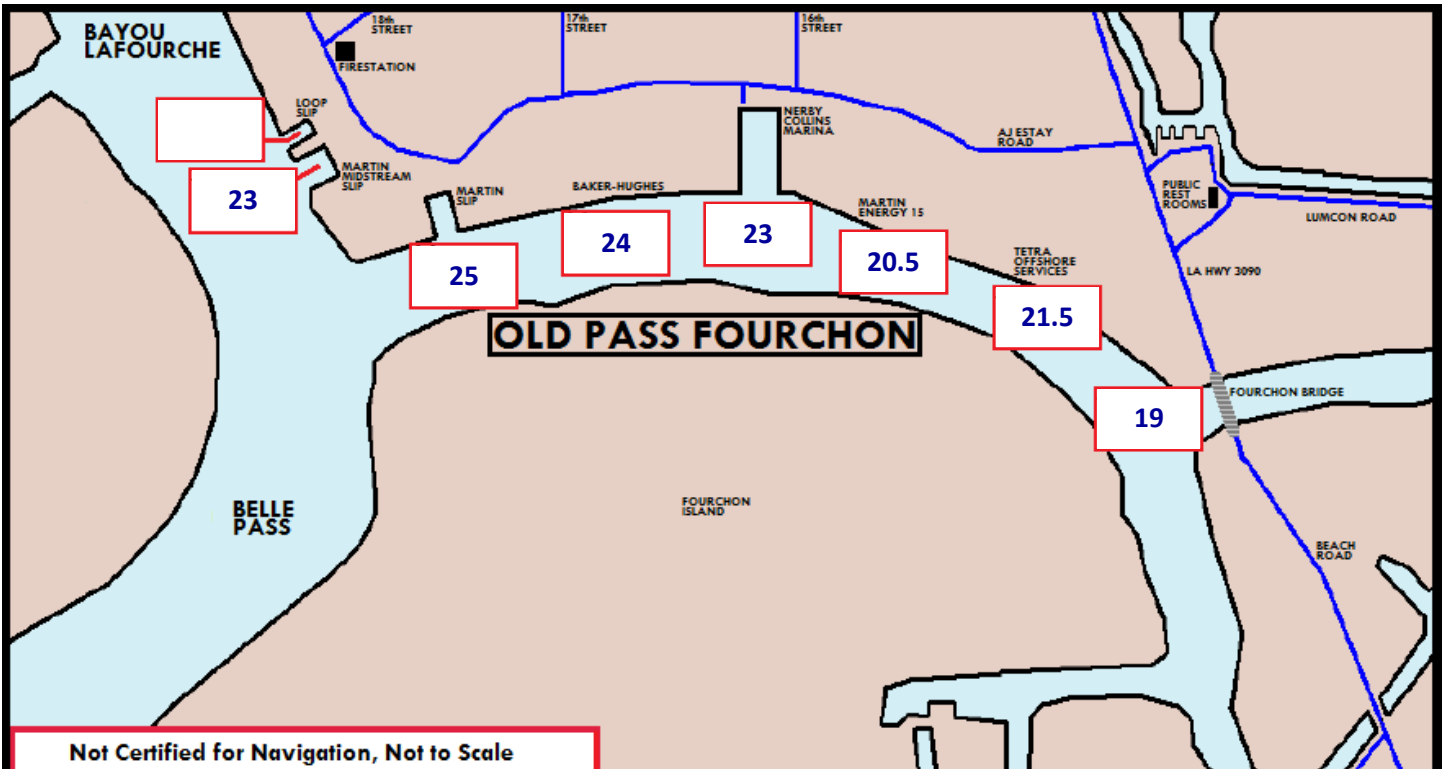 BAYOU
LAFOURCHE
18th
STREET
17th
STREET
16th
STREET
FIRESTATION
LOOP
SLIP
NERBY
COLLINS
MARINA
AJ ESTAY
ROAD
MARTIN
MIDSTREAM
SLIP
23
MARTIN
SLIP
BAKER-HUGHES
PUBLIC
REST
ROOMS
MARTIN
ENERGY 15
LUMCON ROAD
25
24
23
20.5
TETRA
OFFSHORE
SERVICES
LA HWY 3090
21.5
OLD PASS FOURCHON
FOURCHON BRIDGE
19
BELLE
PASS
FOURCHON
ISLAND
BEACH
ROAD
Not Certified for Navigation, Not to Scale